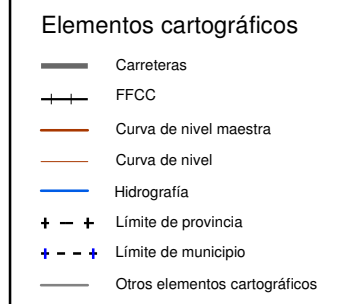 Elementos cartográficos
Carreteras
FFCC
Curva de nivel maestra
Curva de nivel
Hidrografía
Límite de provincia
Límite de municipio
Otros elementos cartográficos